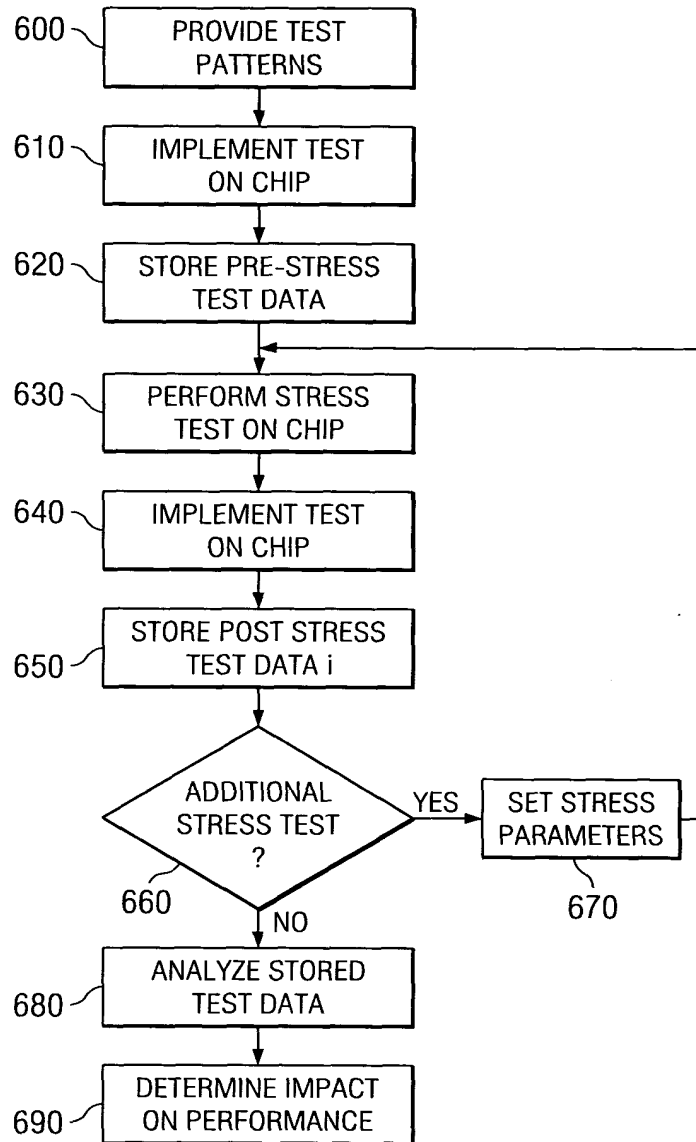 600
PROVIDE TEST
PATTERNS
610
IMPLEMENT TEST
ON CHIP
620
STORE PRE-STRESS
TEST DATA
630
PERFORM STRESS
TEST ON CHIP
640
IMPLEMENT TEST
ON CHIP
650
STORE POST STRESS
TEST DATA i
ADDITIONAL
STRESS TEST
?
660
YES
SET STRESS
PARAMETERS
670
NO
680
ANALYZE STORED
TEST DATA
690
DETERMINE IMPACT
ON PERFORMANCE